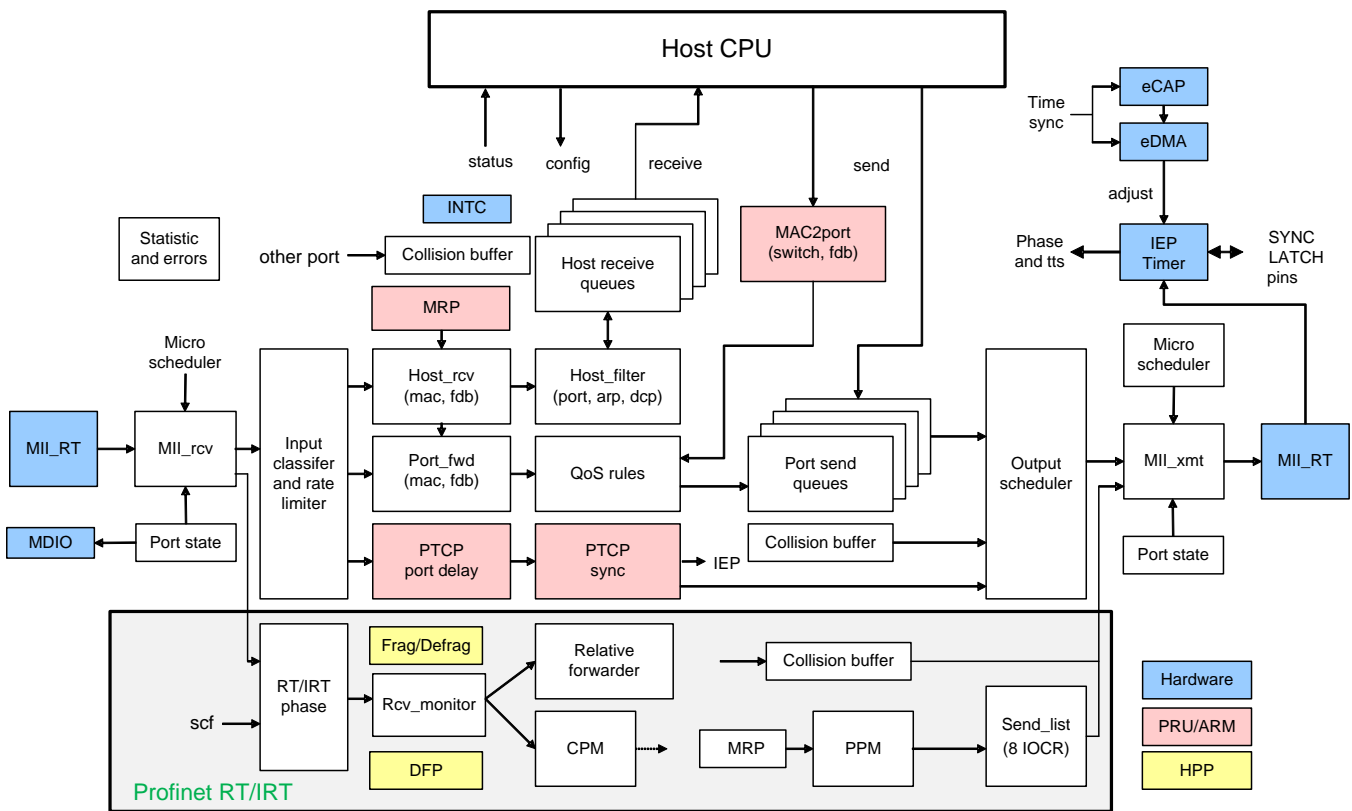 Host CPU
Time
sync
eCAP
eDMA
status
config
receive
send
adjust
INTC
Statistic
and errors
other port
Collision buffer
Host receive
queues
MAC2port
(switch, fdb)
Phase
and tts
IEP
Timer
SYNC
LATCH
pins
MRP
Micro
scheduler
Host_rcv
(mac, fdb)
Host_filter
(port, arp, dcp)
Micro
scheduler
MII_RT
MII_rcv
Input
classifer
and rate
limiter
Port_fwd
(mac, fdb)
QoS rules
Port send
queues
Output
scheduler
MII_xmt
MII_RT
MDIO
Port state
PTCP
port delay
PTCP
sync
IEP
Collision buffer
Port state
Frag/Defrag
Relative
forwarder
Collision buffer
RT/IRT
phase
Rcv_monitor
scf
CPM
MRP
PPM
Send_list
(8 IOCR)
DFP
Profinet RT/IRT
Hardware
PRU/ARM
HPP